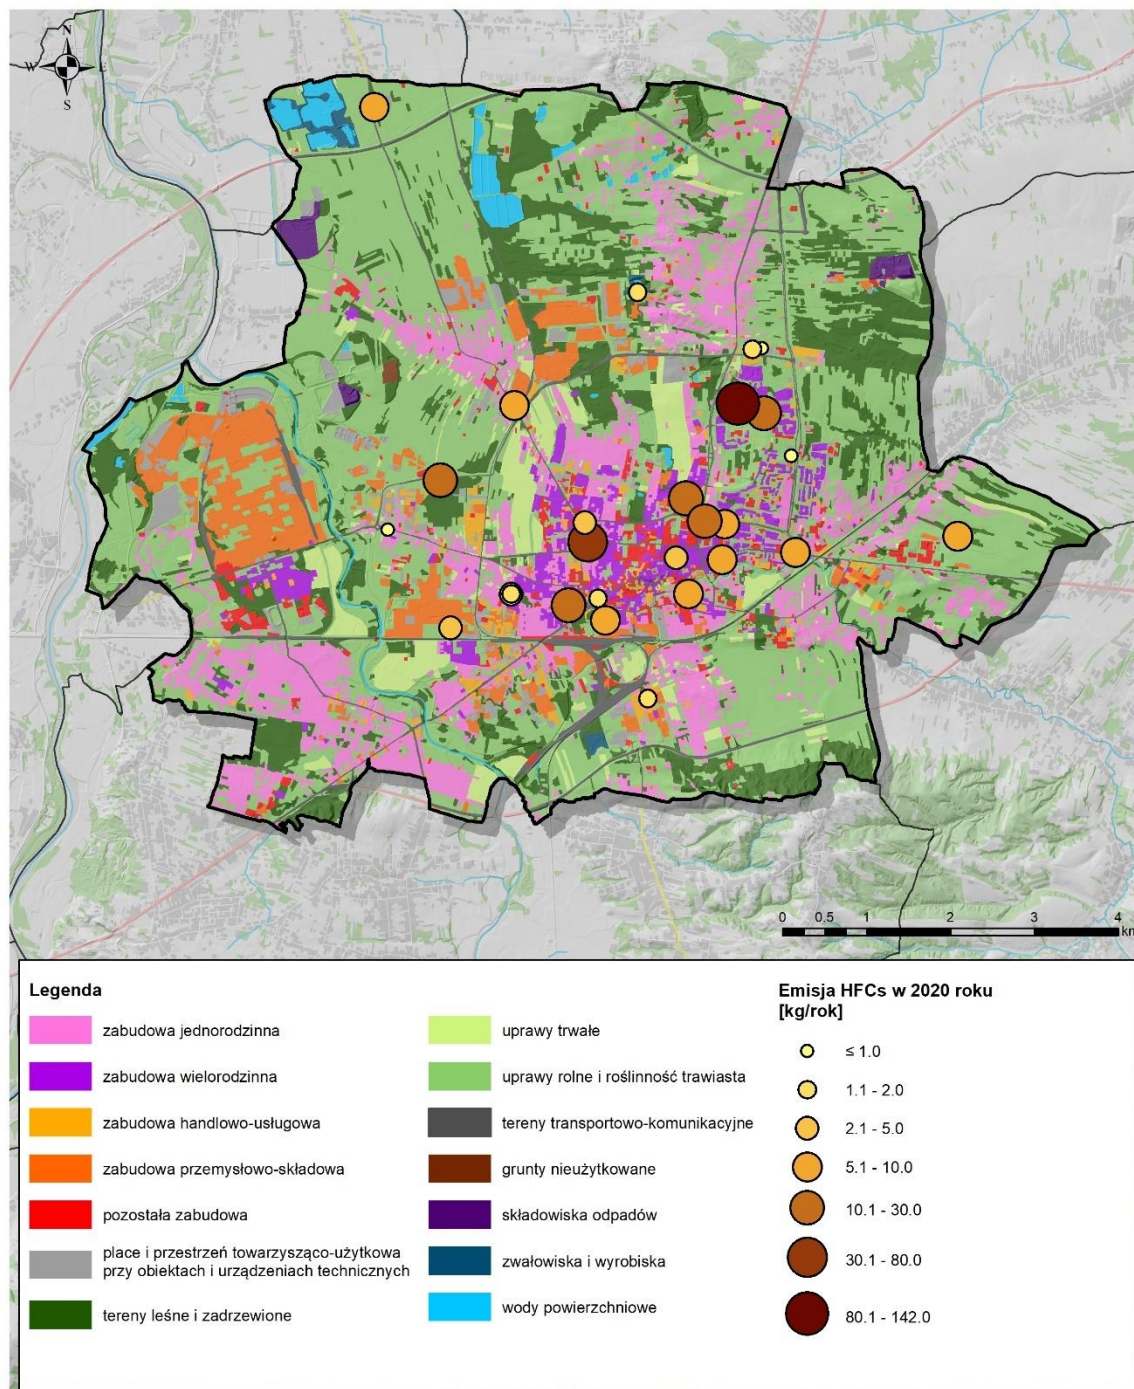 N
W E
S
Powiat Tarnowski
0 0.5 1 2 3 4
km
Legenda
zabudowa jednorodzinna
zabudowa wielorodzinna
zabudowa handlowo-usługowa
zabudowa przemysłowo-składowa
pozostała zabudowa
place i przestrzeń towarzysząco-użytkowa
przy obiektach i urządzeniach technicznych
tereny leśne i zadrzewione
uprawy trwałe
uprawy rolne i roślinność trawiasta
tereny transportowo-komunikacyjne
grunty nieużytkowane
składowiska odpadów
zwałowiska i wyrobiska
wody powierzchniowe
Emisja HFCs w 2020 roku
[kg/rok]
≤ 1.0
1.1 - 2.0
2.1 - 5.0
5.1 - 10.0
10.1 - 30.0
30.1 - 80.0
80.1 - 142.0